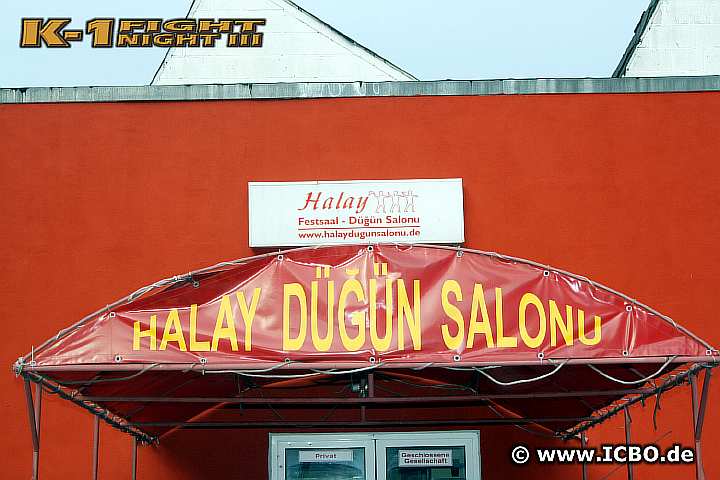 K-1 FIGHT
NIGHT III
Halay
Festsaal - Düğün Salonu
www.halaydugunsalonu.de
HALAY DÜĞÜN SALONU
Privat
Geschlossene
Gesellschaft
© www.ICBO.de